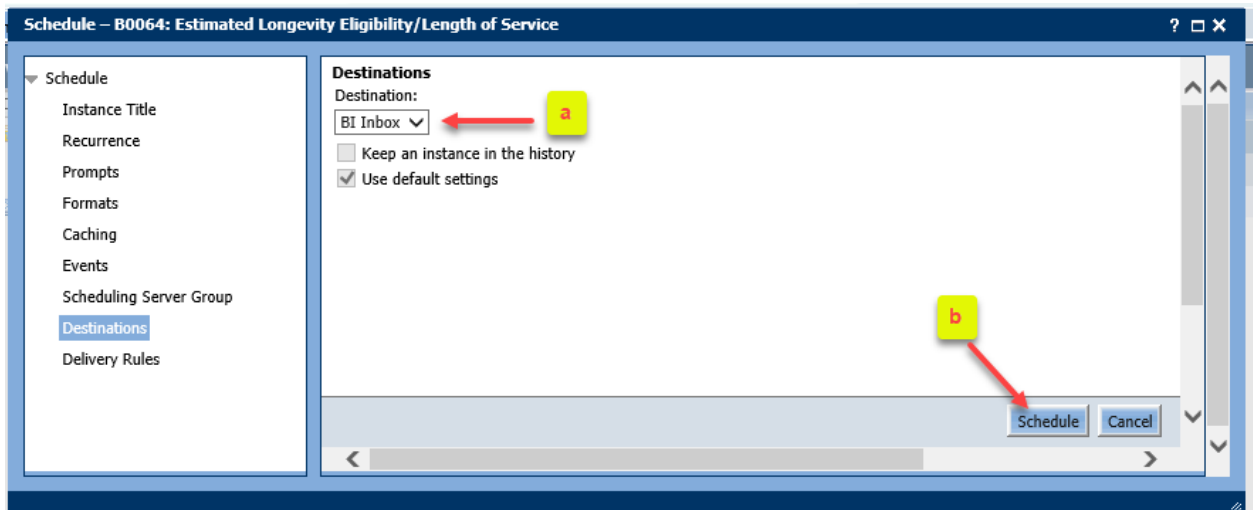 Schedule – B0064: Estimated Longevity Eligibility/Length of Service
Schedule
Instance Title
Recurrence
Prompts
Formats
Caching
Events
Scheduling Server Group
Destinations
Delivery Rules
Destinations
Destination:
BI Inbox
a
Keep an instance in the history
Use default settings
b
Schedule
Cancel